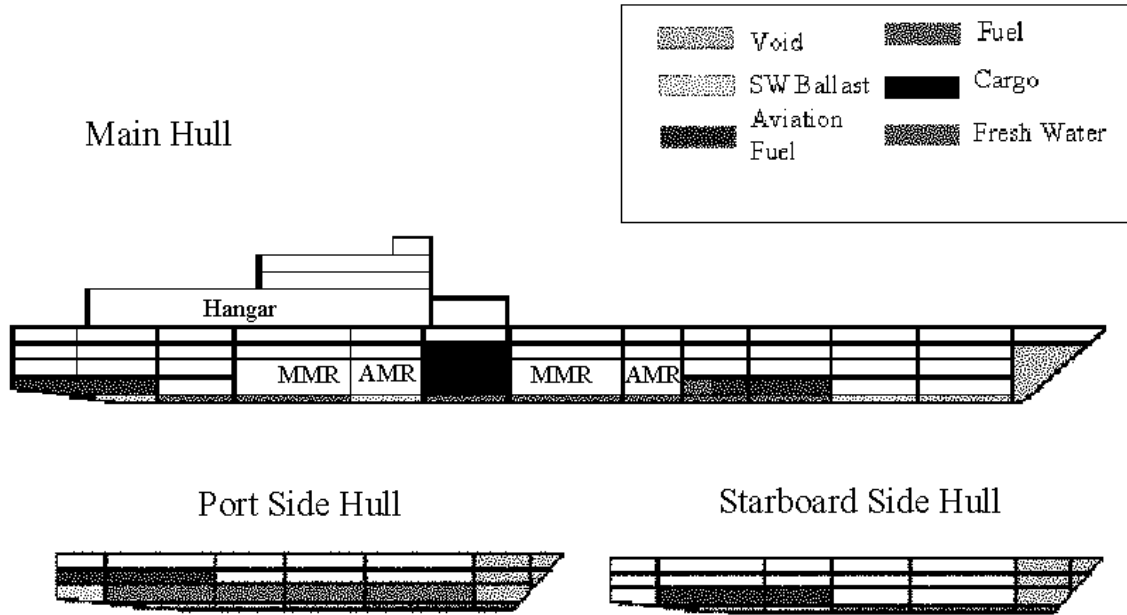 Void
Fuel
SW Ballast
Cargo
Aviation
Fuel
Fresh Water
Main Hull
Hangar
MMR
AMR
MMR
AMR
Port Side Hull
Starboard Side Hull